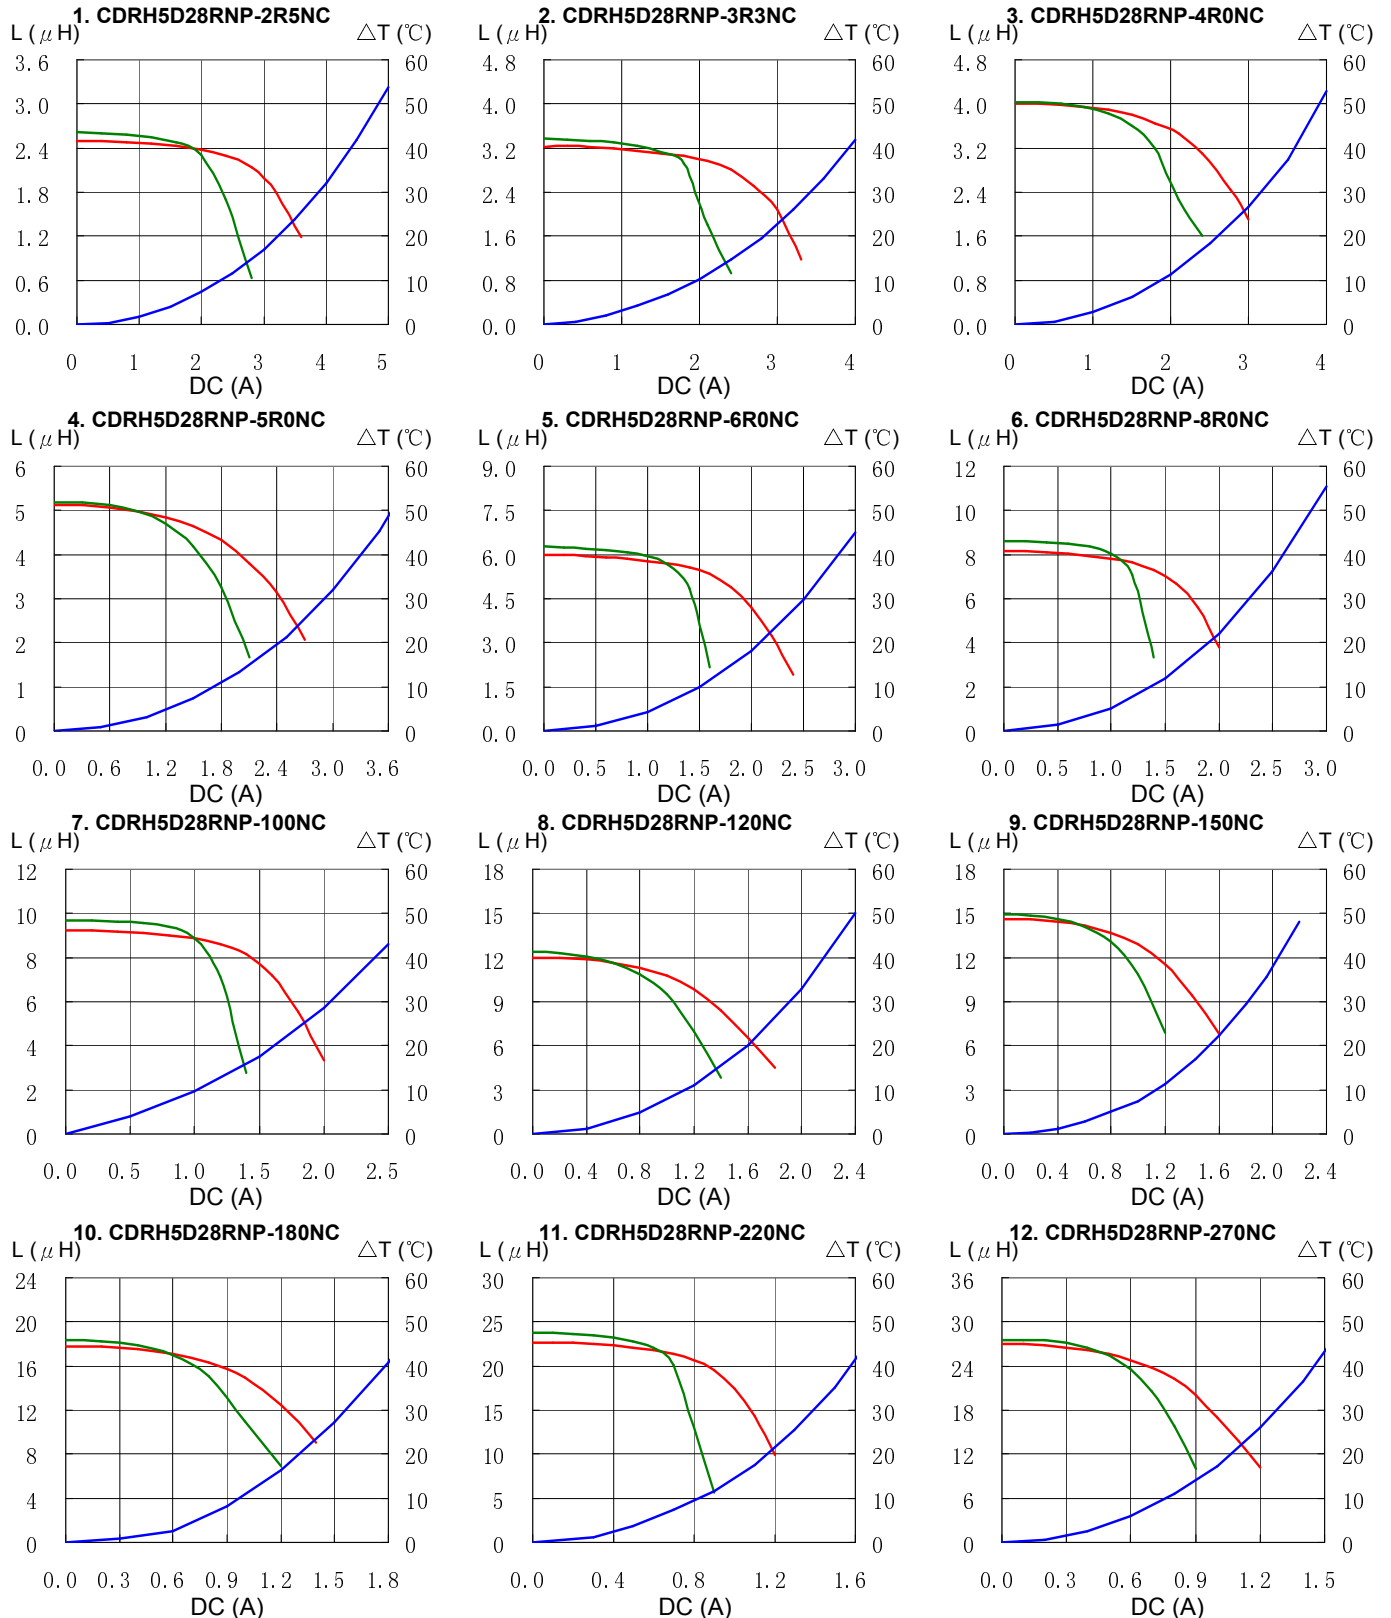 1. CDRH5D28RNP-2R5NC
L (μH) △T (℃)
3.6 60
3.0 50
2.4 40
1.8 30
1.2 20
0.6 10
0.0 0
0 1 2 3 4 5
DC (A)
2. CDRH5D28RNP-3R3NC
L (μH) △T (℃)
4.8 60
4.0 50
3.2 40
2.4 30
1.6 20
0.8 10
0.0 0
0 1 2 3 4
DC (A)
3. CDRH5D28RNP-4R0NC
L (μH) △T (℃)
4.8 60
4.0 50
3.2 40
2.4 30
1.6 20
0.8 10
0.0 0
0 1 2 3 4
DC (A)
4. CDRH5D28RNP-5R0NC
L (μH) △T (℃)
6 60
5 50
4 40
3 30
2 20
1 10
0 0
0.0 0.6 1.2 1.8 2.4 3.0 3.6
DC (A)
5. CDRH5D28RNP-6R0NC
L (μH) △T (℃)
9.0 60
7.5 50
6.0 40
4.5 30
3.0 20
1.5 10
0.0 0
0.0 0.5 1.0 1.5 2.0 2.5 3.0
DC (A)
6. CDRH5D28RNP-8R0NC
L (μH) △T (℃)
12 60
10 50
8 40
6 30
4 20
2 10
0 0
0.0 0.5 1.0 1.5 2.0 2.5 3.0
DC (A)
7. CDRH5D28RNP-100NC
L (μH) △T (℃)
12 60
10 50
8 40
6 30
4 20
2 10
0 0
0.0 0.5 1.0 1.5 2.0 2.5
DC (A)
8. CDRH5D28RNP-120NC
L (μH) △T (℃)
18 60
15 50
12 40
9 30
6 20
3 10
0 0
0.0 0.4 0.8 1.2 1.6 2.0 2.4
DC (A)
9. CDRH5D28RNP-150NC
L (μH) △T (℃)
18 60
15 50
12 40
9 30
6 20
3 10
0 0
0.0 0.4 0.8 1.2 1.6 2.0 2.4
DC (A)
10. CDRH5D28RNP-180NC
L (μH) △T (℃)
24 60
20 50
16 40
12 30
8 20
4 10
0 0
0.0 0.3 0.6 0.9 1.2 1.5 1.8
DC (A)
11. CDRH5D28RNP-220NC
L (μH) △T (℃)
30 60
25 50
20 40
15 30
10 20
5 10
0 0
0.0 0.4 0.8 1.2 1.6
DC (A)
12. CDRH5D28RNP-270NC
L (μH) △T (℃)
36 60
30 50
24 40
18 30
12 20
6 10
0 0
0.0 0.3 0.6 0.9 1.2 1.5
DC (A)